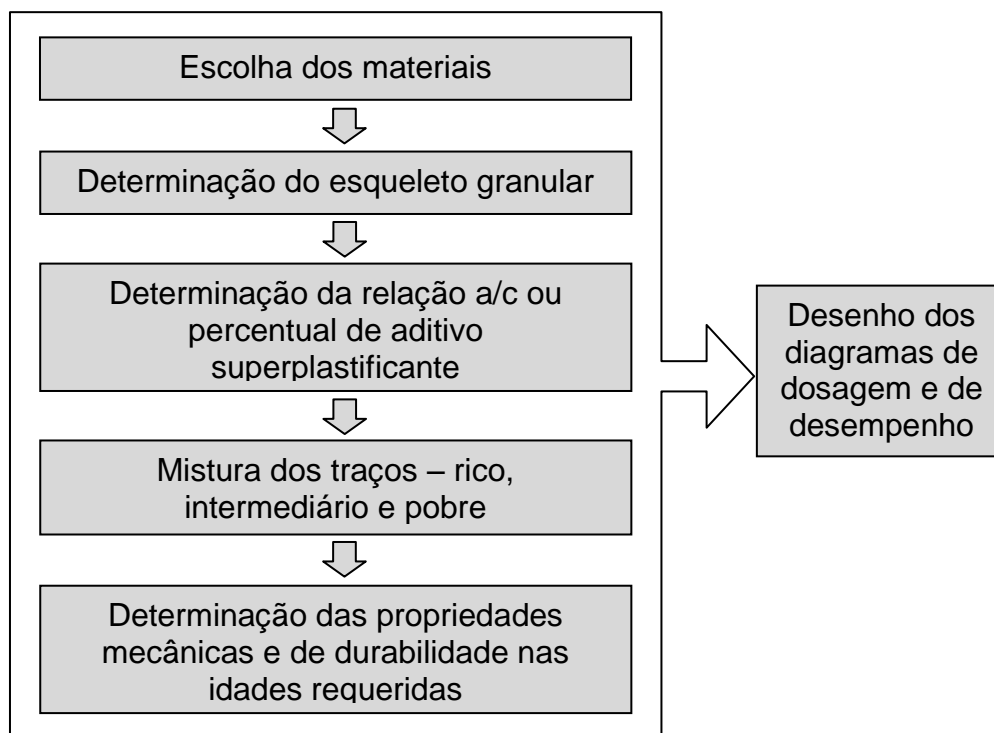 Escolha dos materiais
Determinação do esqueleto granular
Determinação da relação a/c ou
percentual de aditivo
superplastificante
Mistura dos traços – rico,
intermediário e pobre
Determinação das propriedades
mecânicas e de durabilidade nas
idades requeridas
Desenho dos
diagramas de
dosagem e de
desempenho